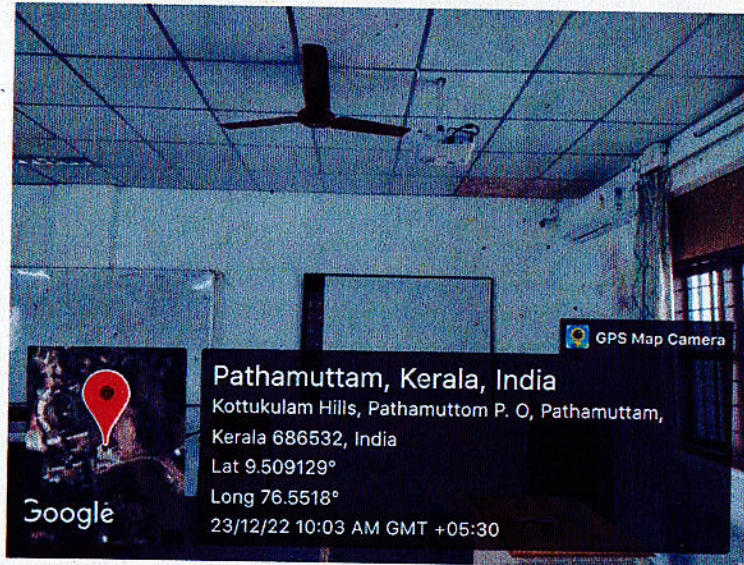 GPS Map Camera
Pathamuttam, Kerala, India
Kottukulam Hills, Pathamuttom P. O, Pathamuttam,
Kerala 686532, India
Lat 9.509129°
Long 76.5518°
23/12/22 10:03 AM GMT +05:30
Google